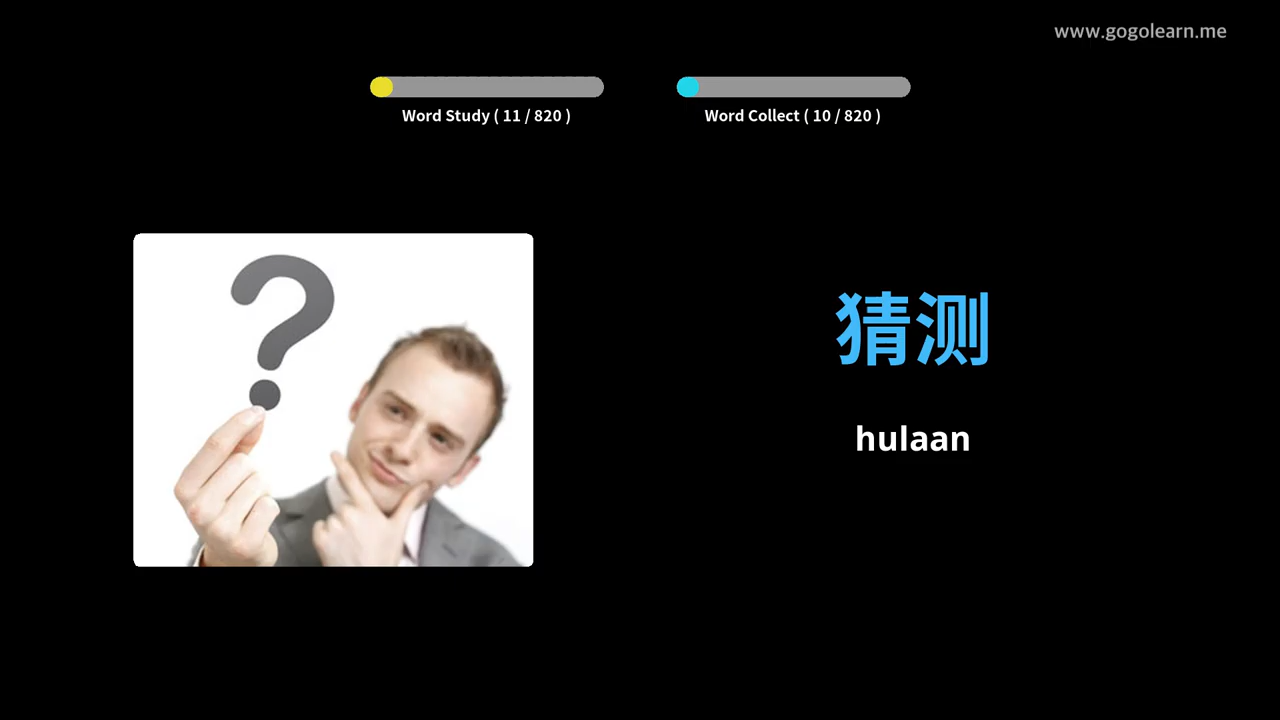 www.gogolearn.me
Word Study ( 11 / 820 )
Word Collect ( 10 / 820 )
?
猜测
hulaan